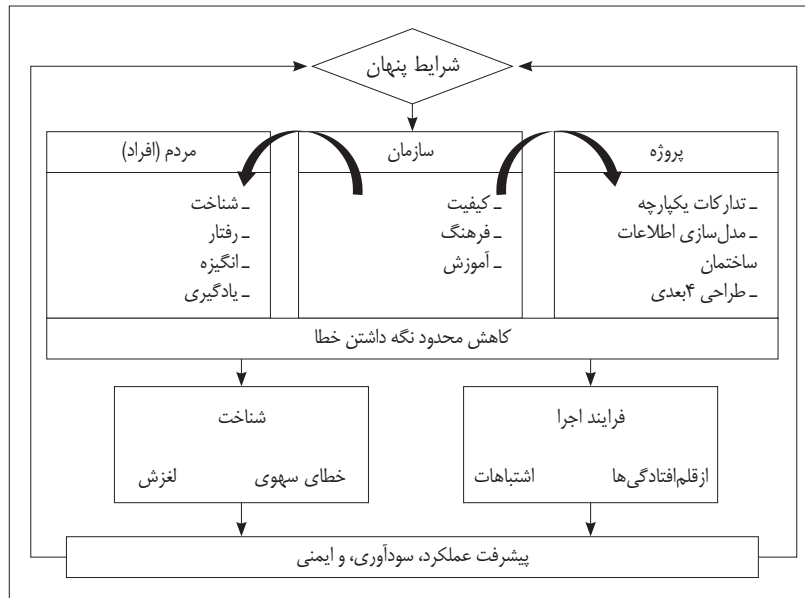 شرایط پنهان
پروژه
ـ تدارکات یکپارچه
ـ مدل‌سازی اطلاعات
ساختمان
ـ طراحی ۴بعدی
سازمان
ـ کیفیت
ـ فرهنگ
ـ آموزش
مردم (افراد)
ـ شناخت
ـ رفتار
ـ انگیزه
ـ یادگیری
کاهش محدود نگه داشتن خطا
فرایند اجرا
ازقلم‌افتادگی‌ها
اشتباهات
شناخت
خطای سهوی
لغزش
پیشرفت عملکرد، سودآوری، و ایمنی